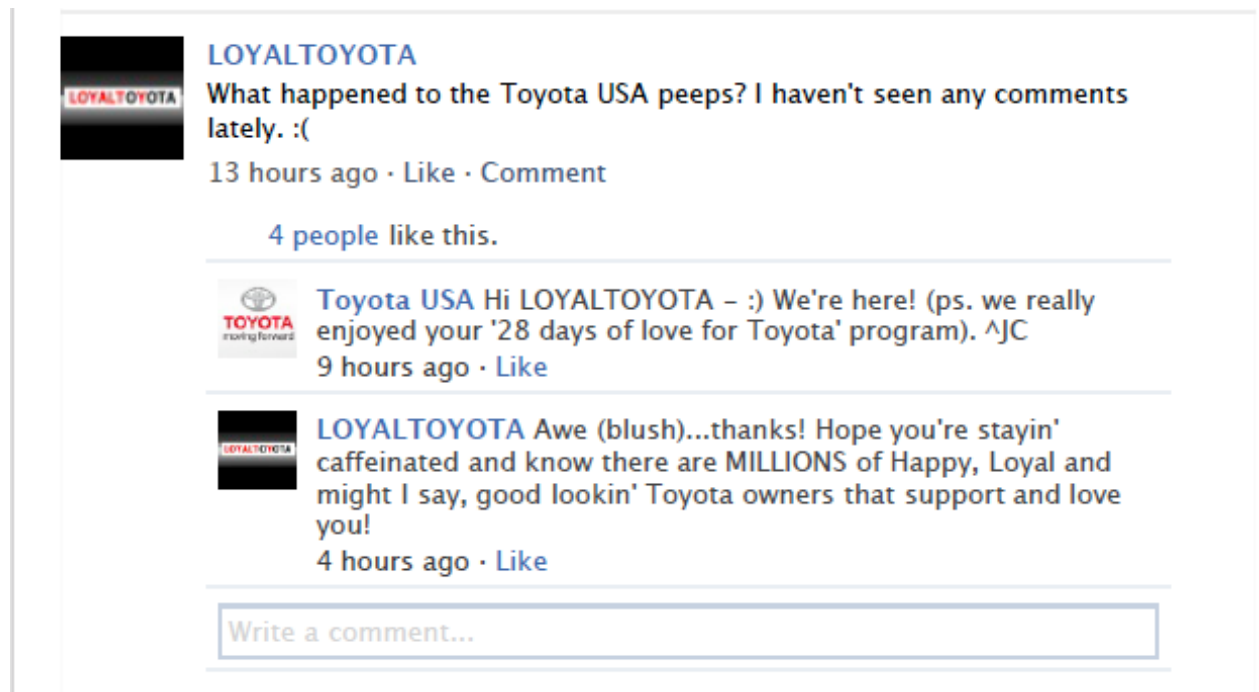 LOYALTOYOTA
LOYALTOYOTA
What happened to the Toyota USA peeps? I haven't seen any comments
lately. :(
13 hours ago · Like · Comment
4 people like this.
TOYOTA
moving forward
Toyota USA Hi LOYALTOYOTA – :) We're here! (ps. we really
enjoyed your '28 days of love for Toyota' program). ^JC
9 hours ago · Like
LOYALTOYOTA
LOYALTOYOTA Awe (blush)...thanks! Hope you're stayin'
caffeinated and know there are MILLIONS of Happy, Loyal and
might I say, good lookin' Toyota owners that support and love
you!
4 hours ago · Like
Write a comment...